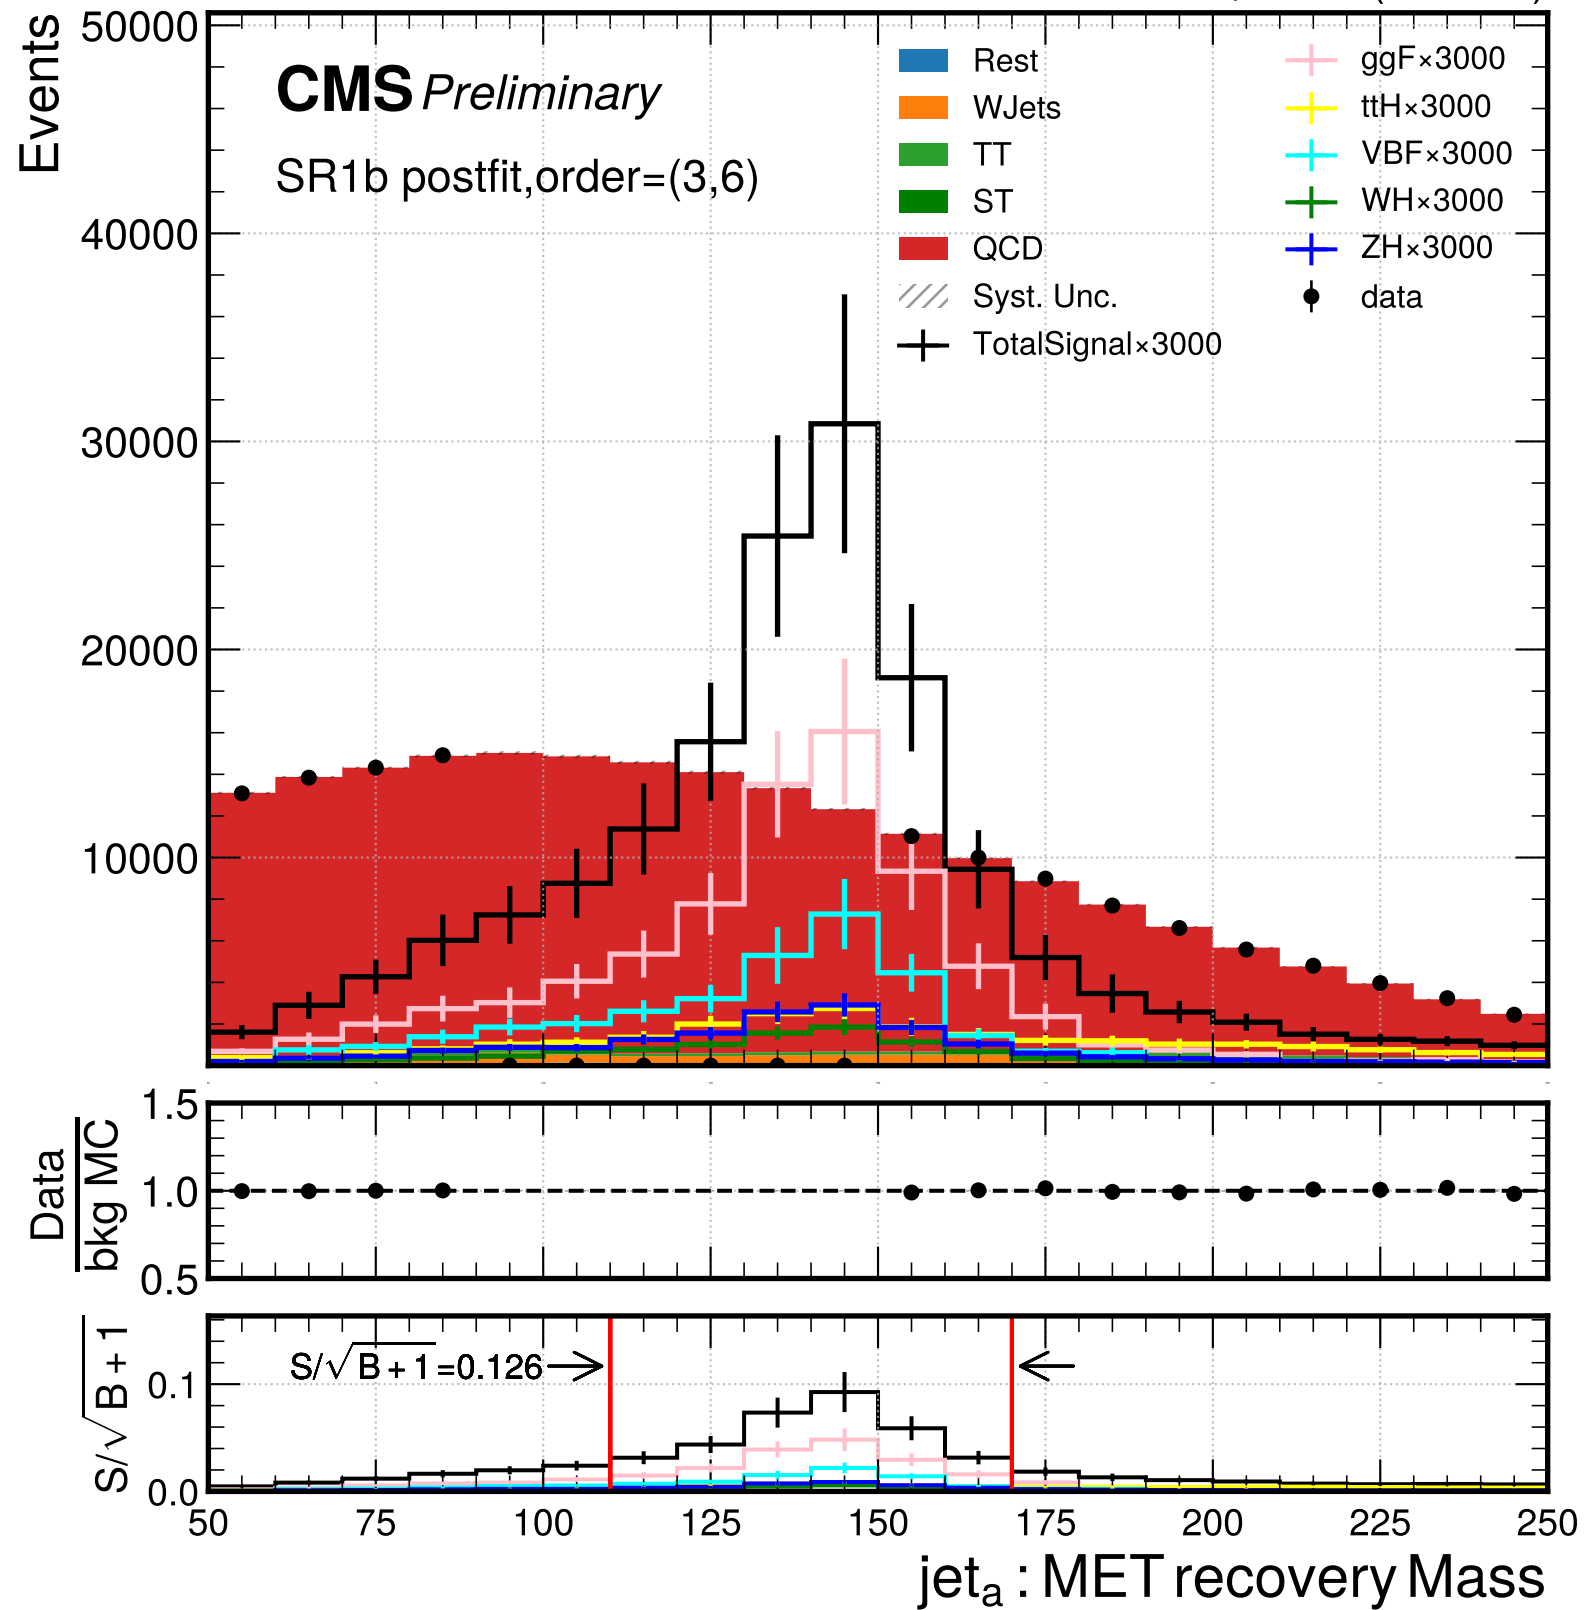 Events
50000
40000
30000
20000
10000
CMS Preliminary
SR1b postfit,order=(3,6)
Rest
WJets
TT
ST
QCD
Syst. Unc.
TotalSignal×3000
ggF×3000
ttH×3000
VBF×3000
WH×3000
ZH×3000
data
Data
bkg MC
1.5
1.0
0.5
S/√B+1
0.1
0.0
S/√B+1=0.126
50 75 100 125 150 175 200 225 250
jetₐ : MET recovery Mass